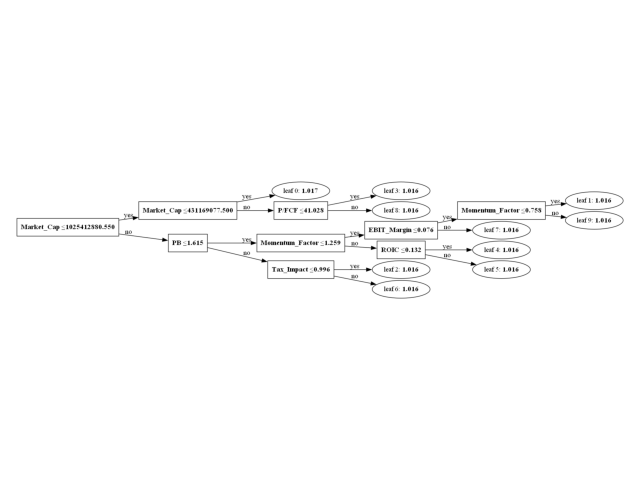 leaf 0: 1.017
yes
leaf 3: 1.016
yes
Market_Cap ≤431169077.500
no
P/FCF ≤41.028
no
leaf 8: 1.016
Momentum_Factor ≤0.758
yes
leaf 1: 1.016
no
leaf 9: 1.016
Market_Cap ≤1025412880.550
yes
no
EBIT_Margin ≤0.076
yes
no
leaf 7: 1.016
PB ≤1.615
yes
Momentum_Factor ≤1.259
yes
no
ROIC ≤0.132
yes
leaf 4: 1.016
no
leaf 5: 1.016
no
Tax_Impact ≤0.996
yes
leaf 2: 1.016
no
leaf 6: 1.016